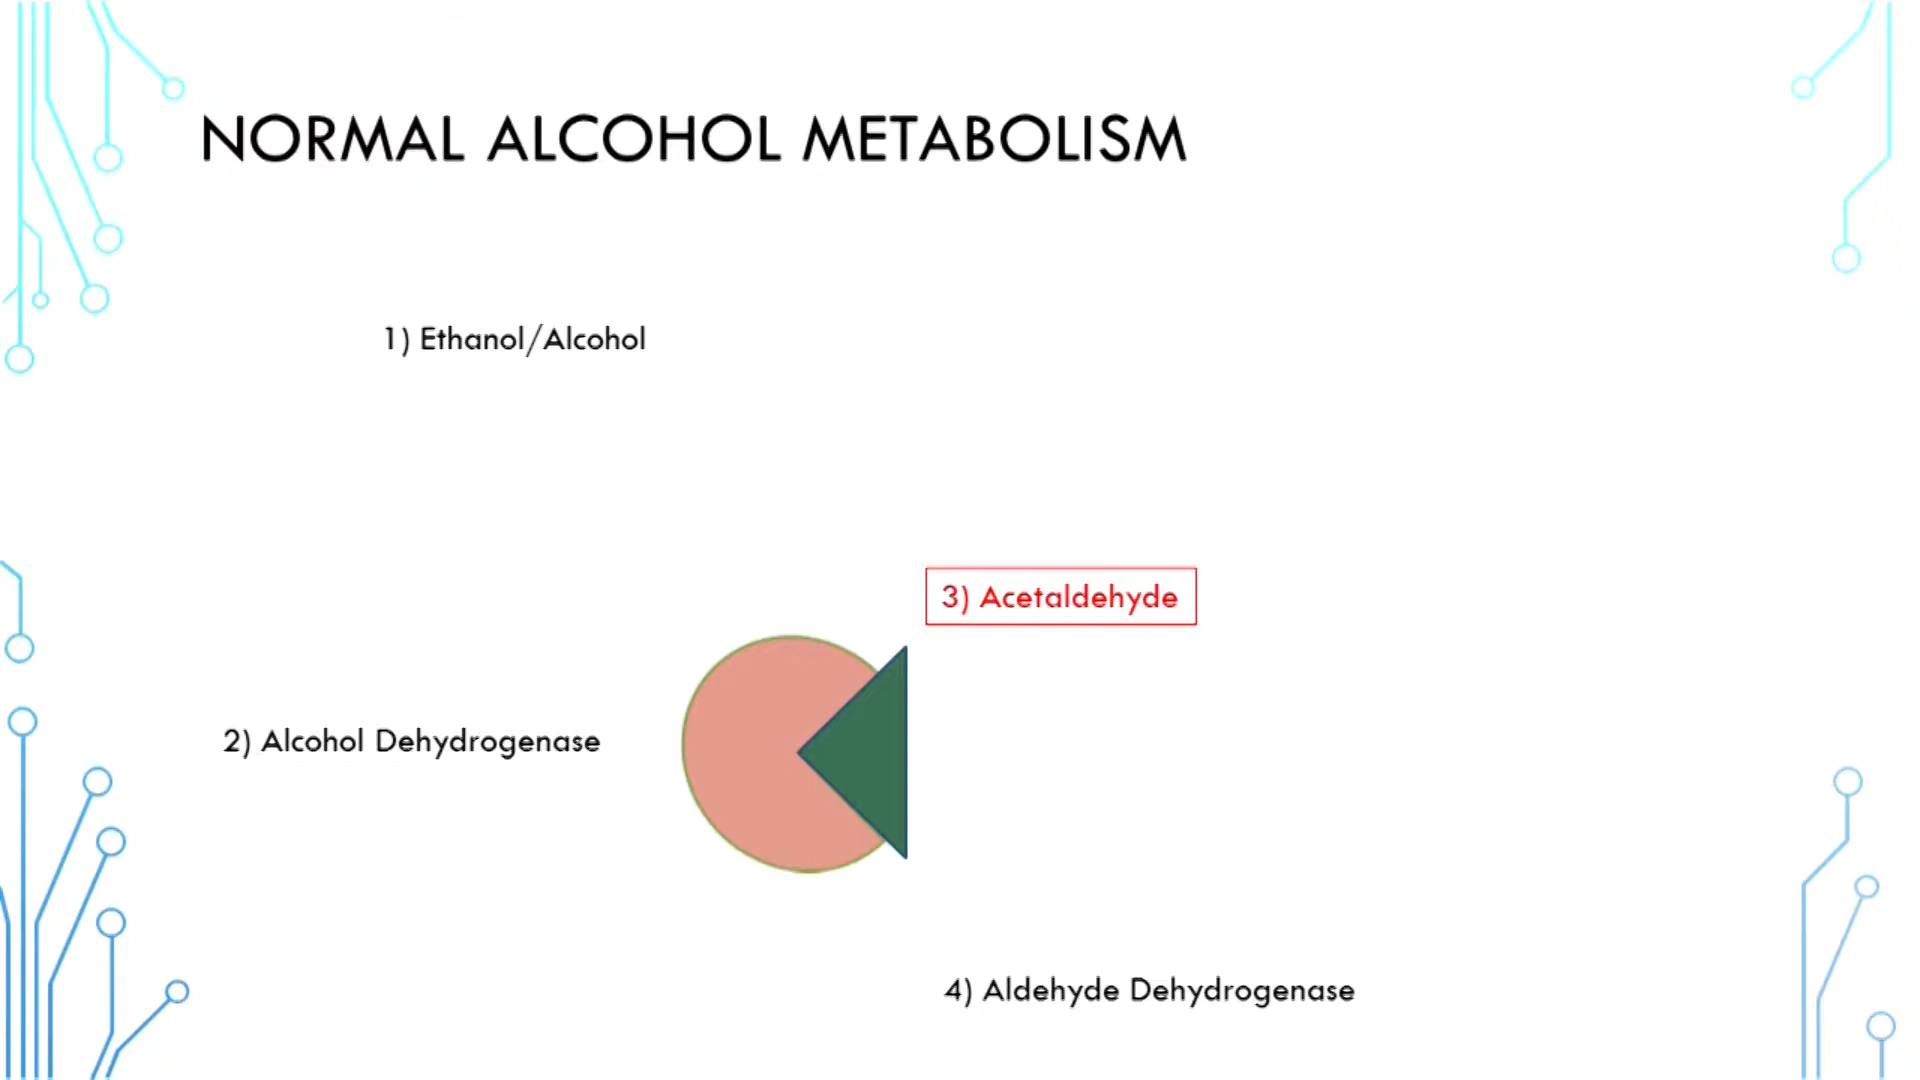 NORMAL ALCOHOL METABOLISM
1) Ethanol/Alcohol
3) Acetaldehyde
2) Alcohol Dehydrogenase
4) Aldehyde Dehydrogenase